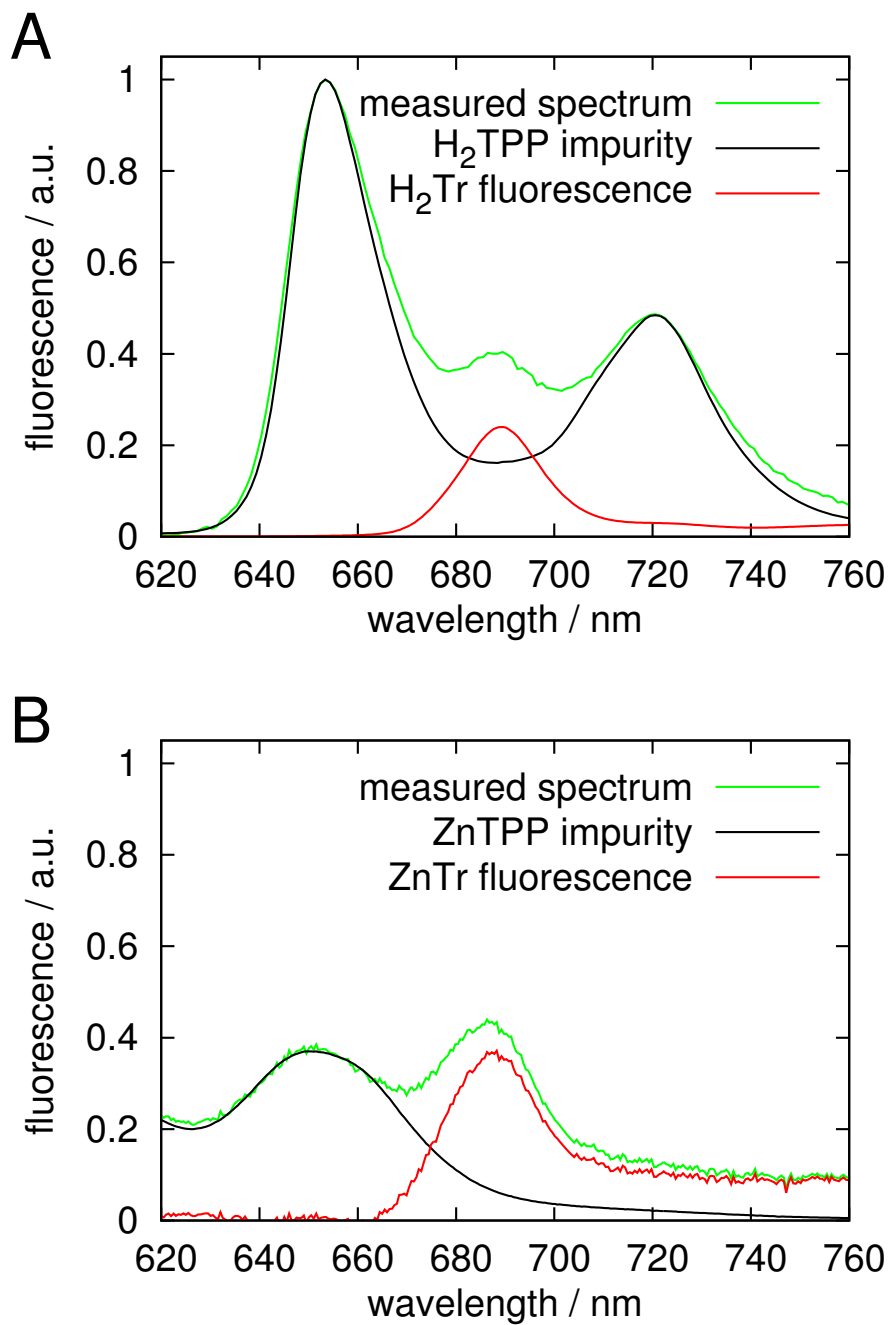 A
measured spectrum
H₂TPP impurity
H₂Tr fluorescence
fluorescence / a.u.
1
0.8
0.6
0.4
0.2
0
620 640 660 680 700 720 740 760
wavelength / nm
B
measured spectrum
ZnTPP impurity
ZnTr fluorescence
fluorescence / a.u.
1
0.8
0.6
0.4
0.2
0
620 640 660 680 700 720 740 760
wavelength / nm